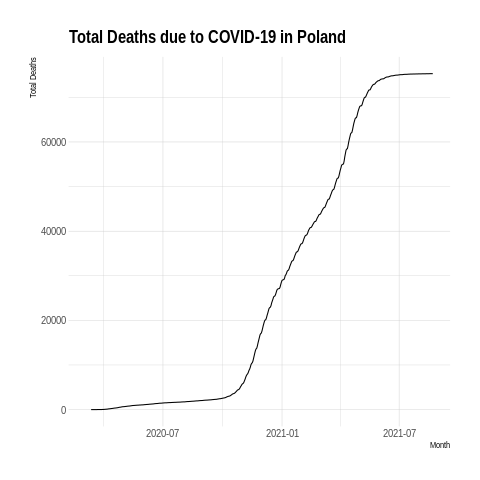 Total Deaths due to COVID-19 in Poland
Total Deaths
60000
40000
20000
0
2020-07
2021-01
2021-07
Month